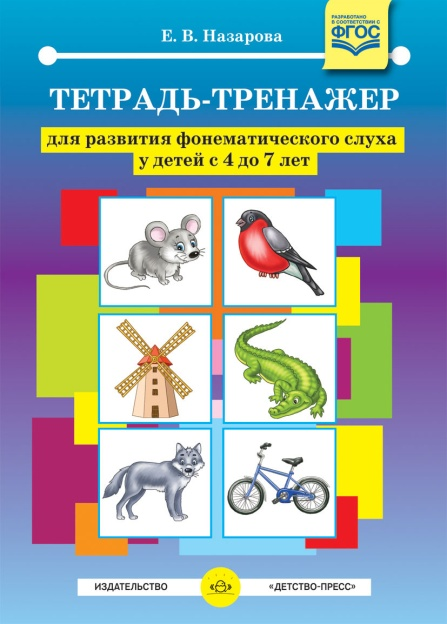 Е. В. Назарова
РАЗРАБОТАНО
В СООТВЕТСТВИИ С
ФГОС
ТЕТРАДЬ-ТРЕНАЖЕР
для развития фонематического слуха
у детей с 4 до 7 лет
ИЗДАТЕЛЬСТВО
«ДЕТСТВО-ПРЕСС»